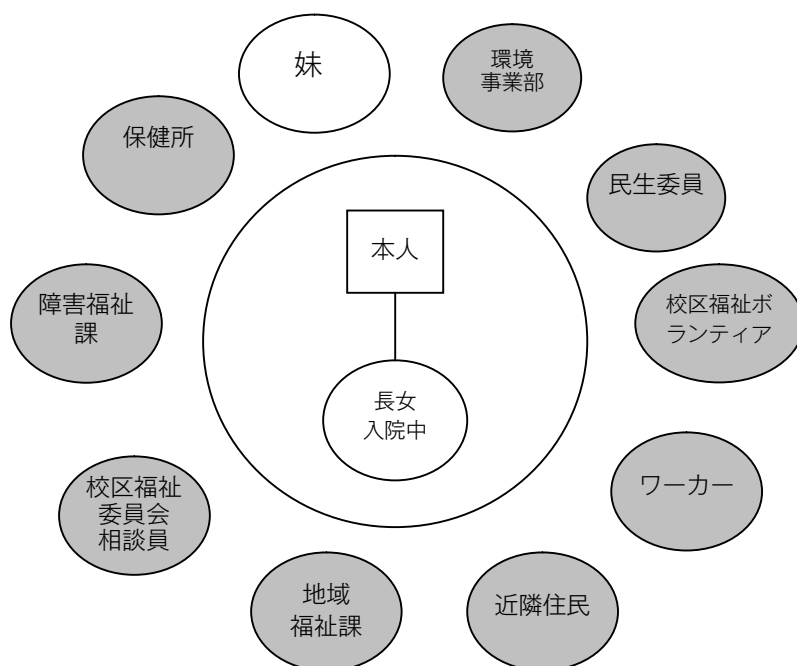 妹
環境
事業部
保健所
民生委員
本人
障害福祉
課
校区福祉ボ
ランティア
長女
入院中
校区福祉
委員会
相談員
ワーカー
地域
福祉課
近隣住民